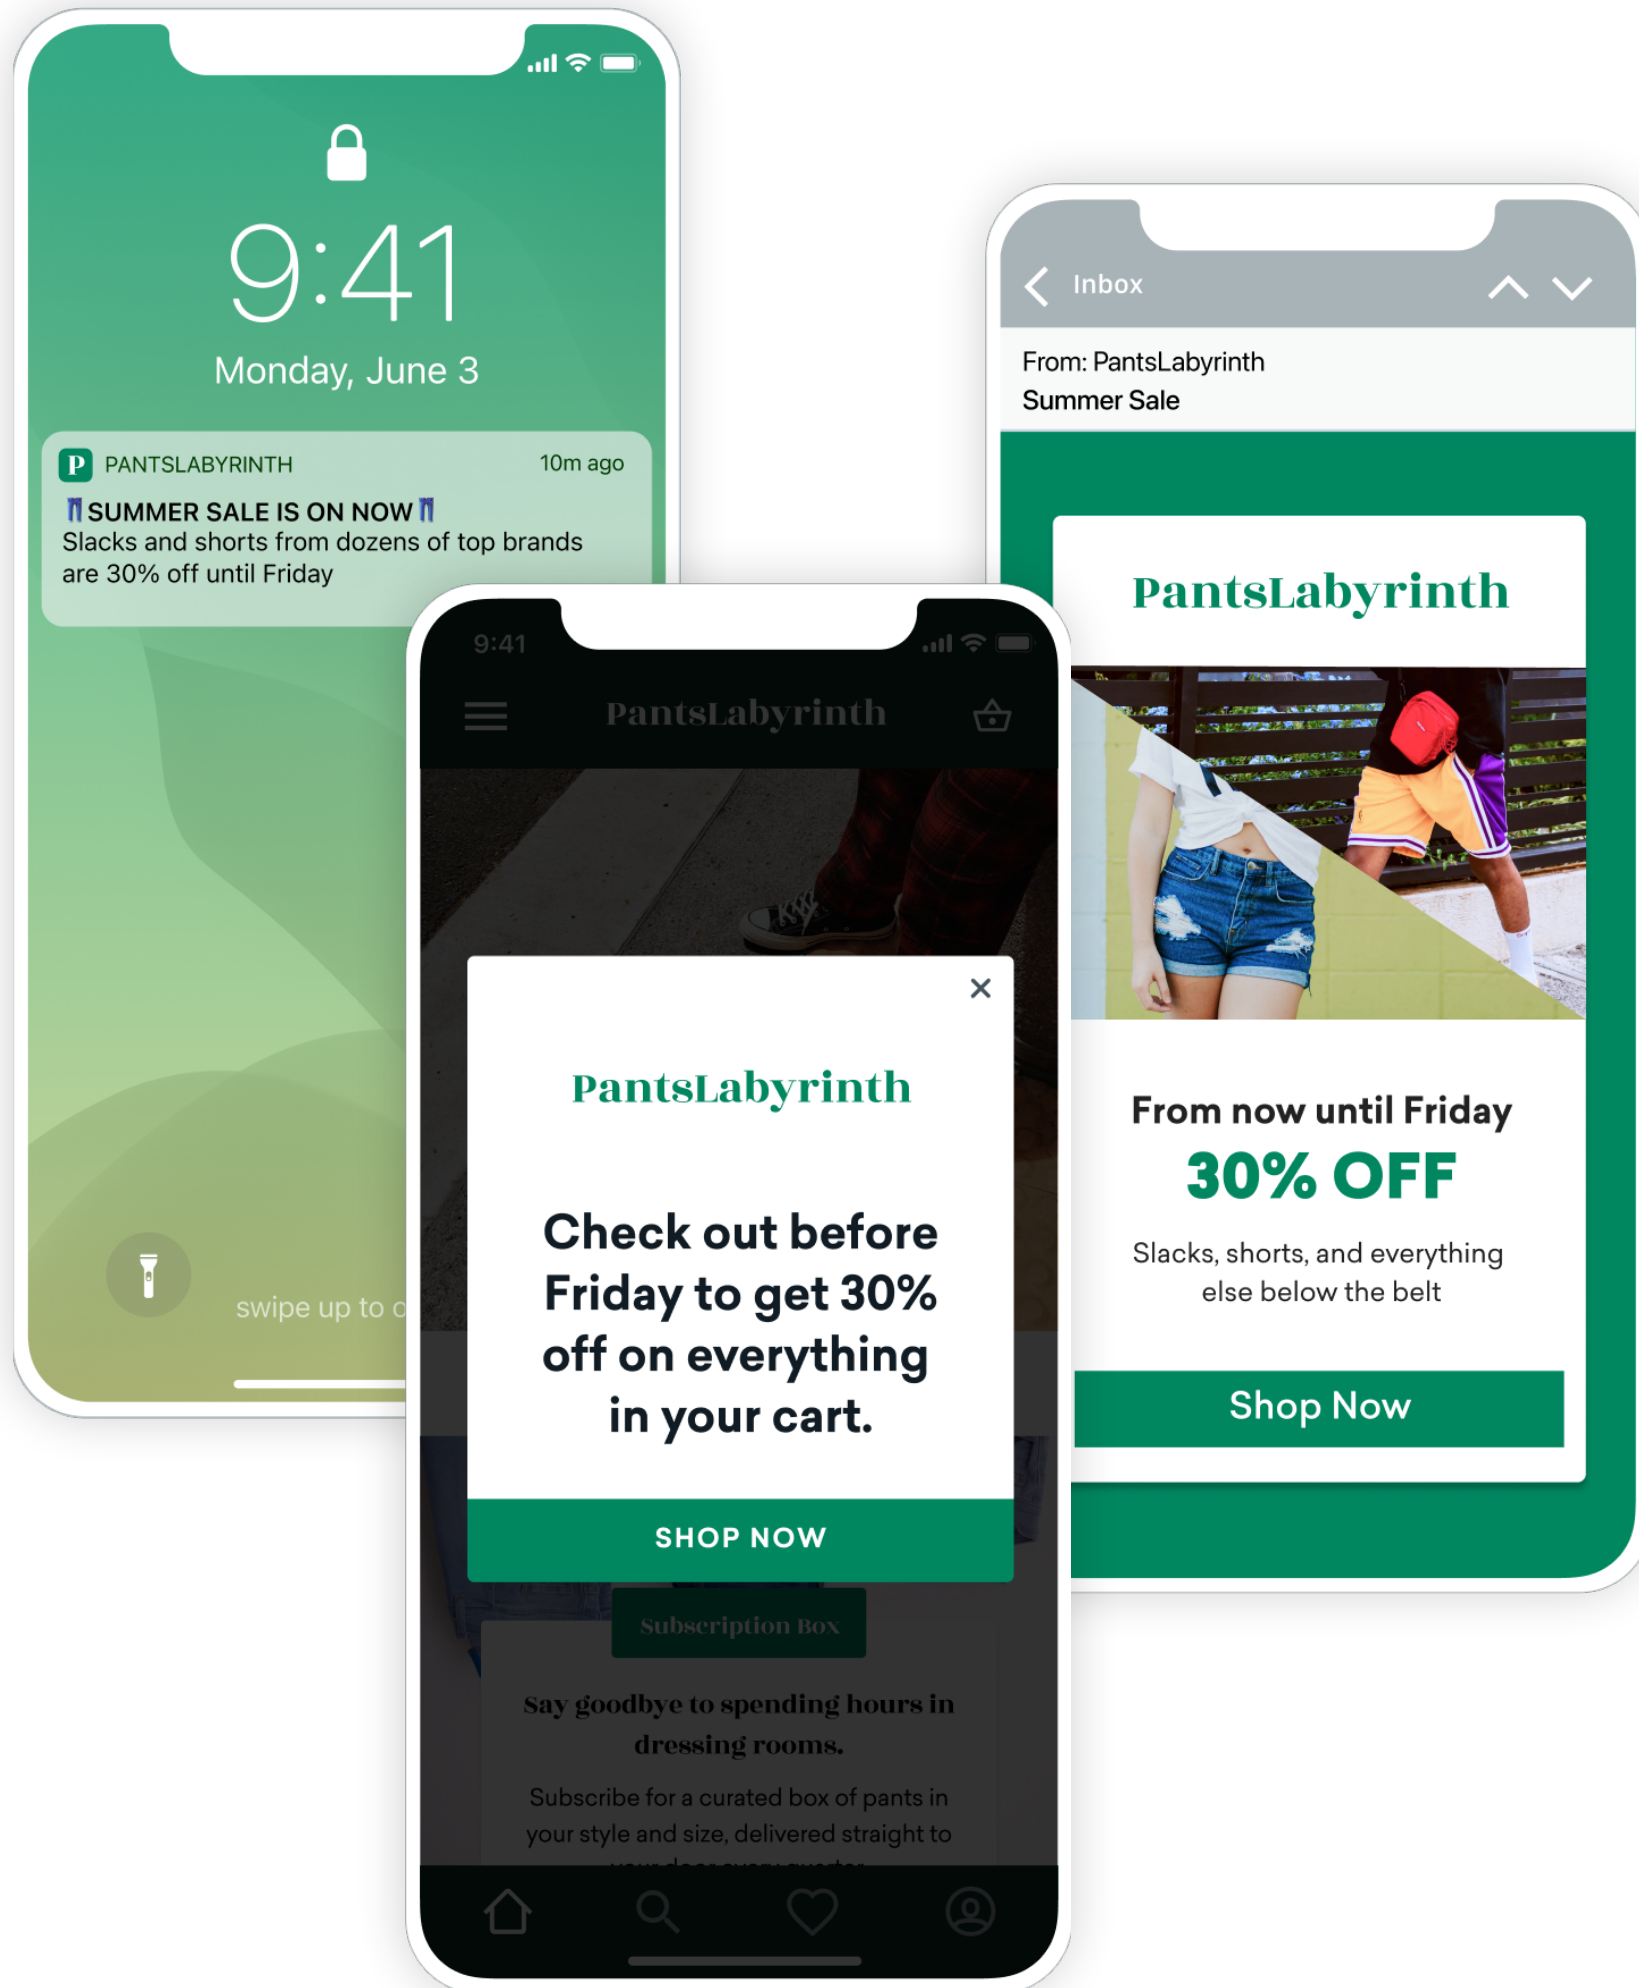 9:41
Monday, June 3
P PANTSLABYRINTH 10m ago
SUMMER SALE IS ON NOW
Slacks and shorts from dozens of top brands
are 30% off until Friday
swipe up to
9:41
PantsLabyrinth
PantsLabyrinth
Check out before
Friday to get 30%
off on everything
in your cart.
SHOP NOW
Subscription Box
Say goodbye to spending hours in
dressing rooms.
Subscribe for a curated box of pants in
your style and size, delivered straight to
your door every quarter
Inbox
From: PantsLabyrinth
Summer Sale
PantsLabyrinth
From now until Friday
30% OFF
Slacks, shorts, and everything
else below the belt
Shop Now